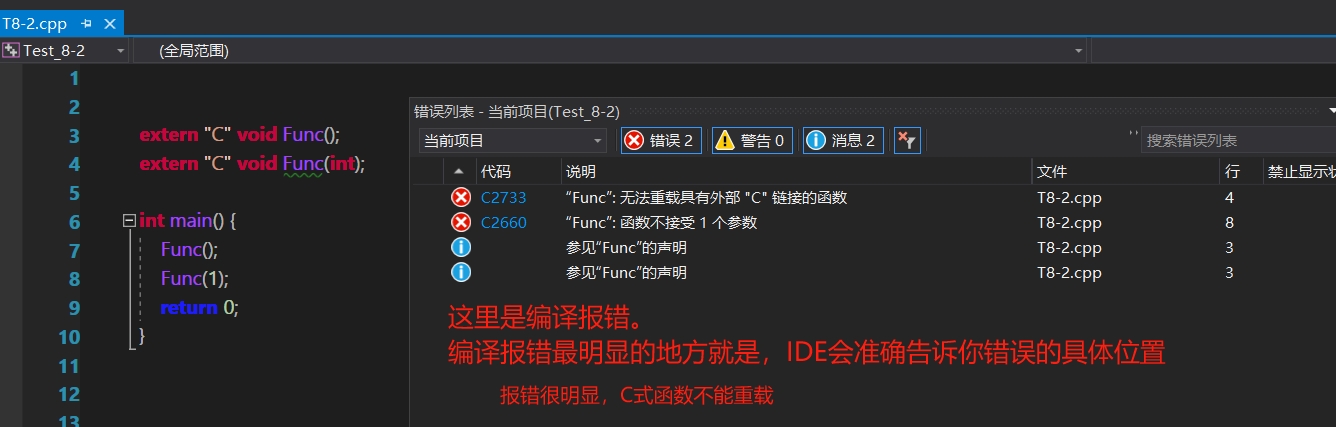 T8-2.cpp
Test_8-2
(全局范围)
1
2
3 extern "C" void Func();
4 extern "C" void Func(int);
5
6 int main() {
7 Func();
8 Func(1);
9 return 0;
10 }
11
12
13
错误列表 - 当前项目(Test_8-2)
当前项目 错误 2 警告 0 消息 2 搜索错误列表
代码 说明 文件 行
C2733 “Func”: 无法重载具有外部 "C" 链接的函数 T8-2.cpp 4
C2660 “Func”: 函数不接受 1 个参数 T8-2.cpp 8
参见“Func”的声明 T8-2.cpp 3
参见“Func”的声明 T8-2.cpp 3
这里是编译报错。
编译报错最明显的地方就是，IDE会准确告诉你错误的具体位置
报错很明显，C式函数不能重载